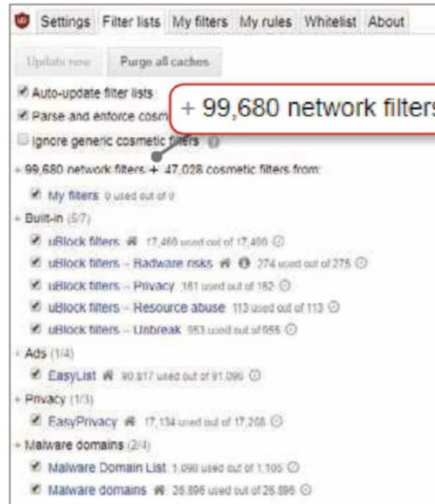 Settings Filter lists My filters My rules Whitelist About
Update now Purge all caches
Auto-update filter lists
+ 99,680 network filters
Parse and enforce cosm
Ignore generic cosmetic filters
+ 99,680 network filters + 47,028 cosmetic filters from:
My filters 0 used out of 0
+ Built-in (5/7)
uBlock filters 17,466 used out of
uBlock filters – Badware risks 274 used out of 275
uBlock filters – Privacy 161 used out of 162
uBlock filters – Resource abuse 113 used out of 113
uBlock filters – Unbreak 953 used out of 955
+ Ads (1/4)
EasyList 90,817 used out of 91,096
+ Privacy (1/3)
EasyPrivacy 17,134 used out of 17,208
+ Malware domains (2/4)
Malware Domain List 1,098 used out of 1,105
Malware domains 26,896 used out of 26,896